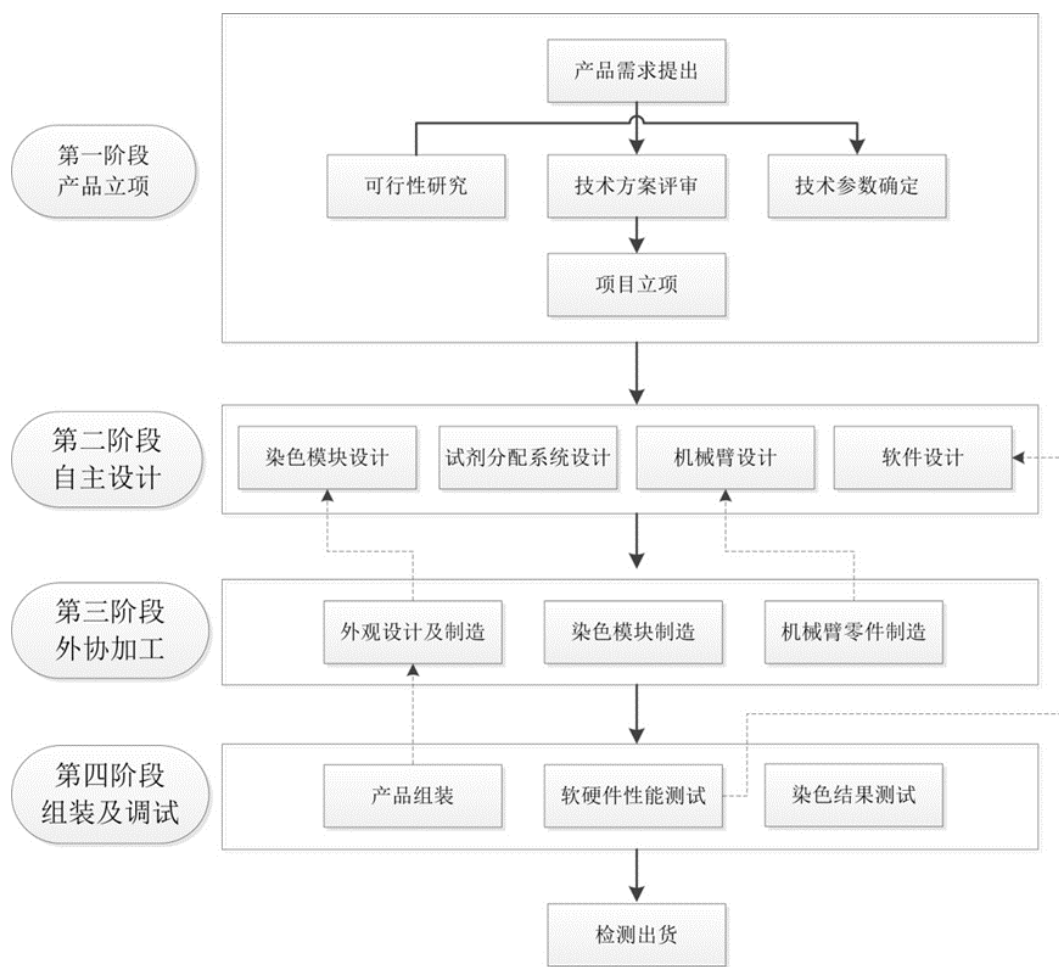 第一阶段
产品立项
产品需求提出
可行性研究
技术方案评审
技术参数确定
项目立项
第二阶段
自主设计
染色模块设计
试剂分配系统设计
机械臂设计
软件设计
第三阶段
外协加工
外观设计及制造
染色模块制造
机械臂零件制造
第四阶段
组装及调试
产品组装
软硬件性能测试
染色结果测试
检测出货